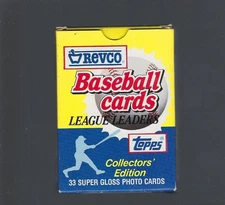 REVCO
Baseball
cards
LEAGUE LEADERS
Topps
Collectors'
Edition
33 SUPER GLOSS PHOTO CARDS